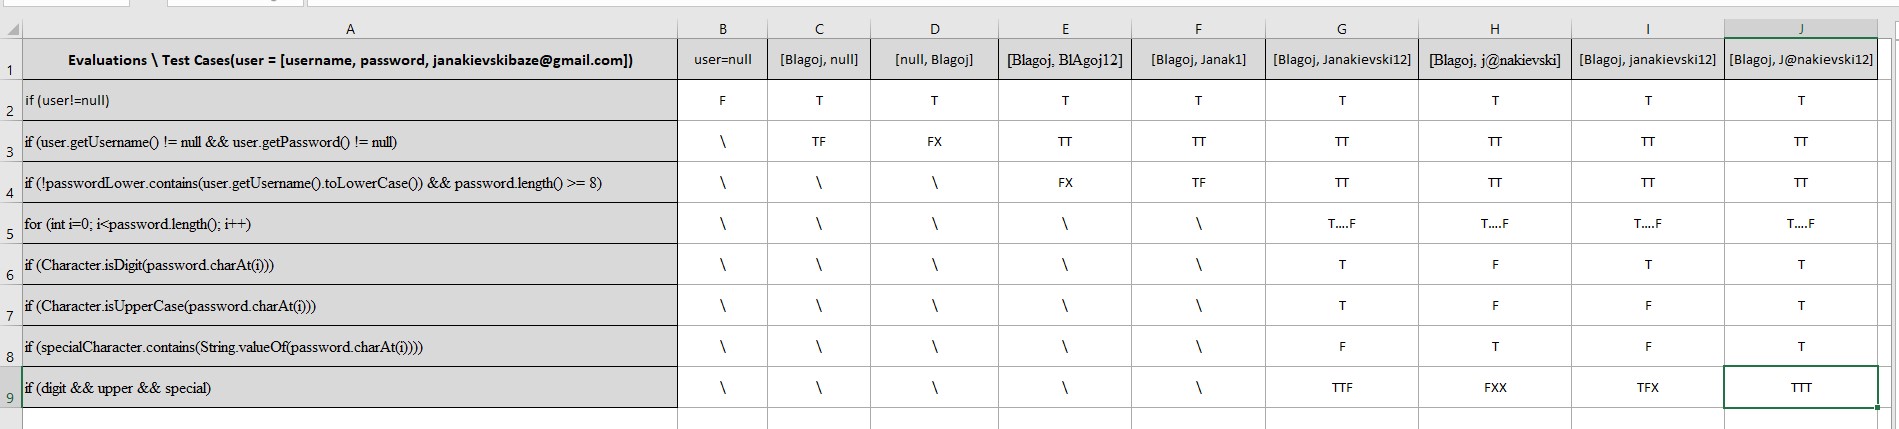 A B C D E F G H I J
1 Evaluations \ Test Cases(user = [username, password, janakievskibaze@gmail.com]) user=null [Blagoj, null] [null, Blagoj] [Blagoj, BlAgoj12] [Blagoj, Janak1] [Blagoj, Janakievski12] [Blagoj, j@nakievski] [Blagoj, janakievski12] [Blagoj, J@nakievski12]
2 if (user!=null) F T T T T T T T T
3 if (user.getUsername() != null && user.getPassword() != null) \ TF FX TT TT TT TT TT TT
4 if (!passwordLower.contains(user.getUsername().toLowerCase()) && password.length() >= 8) \ \ \ FX TF TT TT TT TT
5 for (int i=0; i<password.length(); i++) \ \ \ \ \ T....F T....F T....F T....F
6 if (Character.isDigit(password.charAt(i))) \ \ \ \ \ T F T T
7 if (Character.isUpperCase(password.charAt(i))) \ \ \ \ \ T F F T
8 if (specialCharacter.contains(String.valueOf(password.charAt(i)))) \ \ \ \ \ F T F T
9 if (digit && upper && special) \ \ \ \ \ TTF FXX TFX TTT